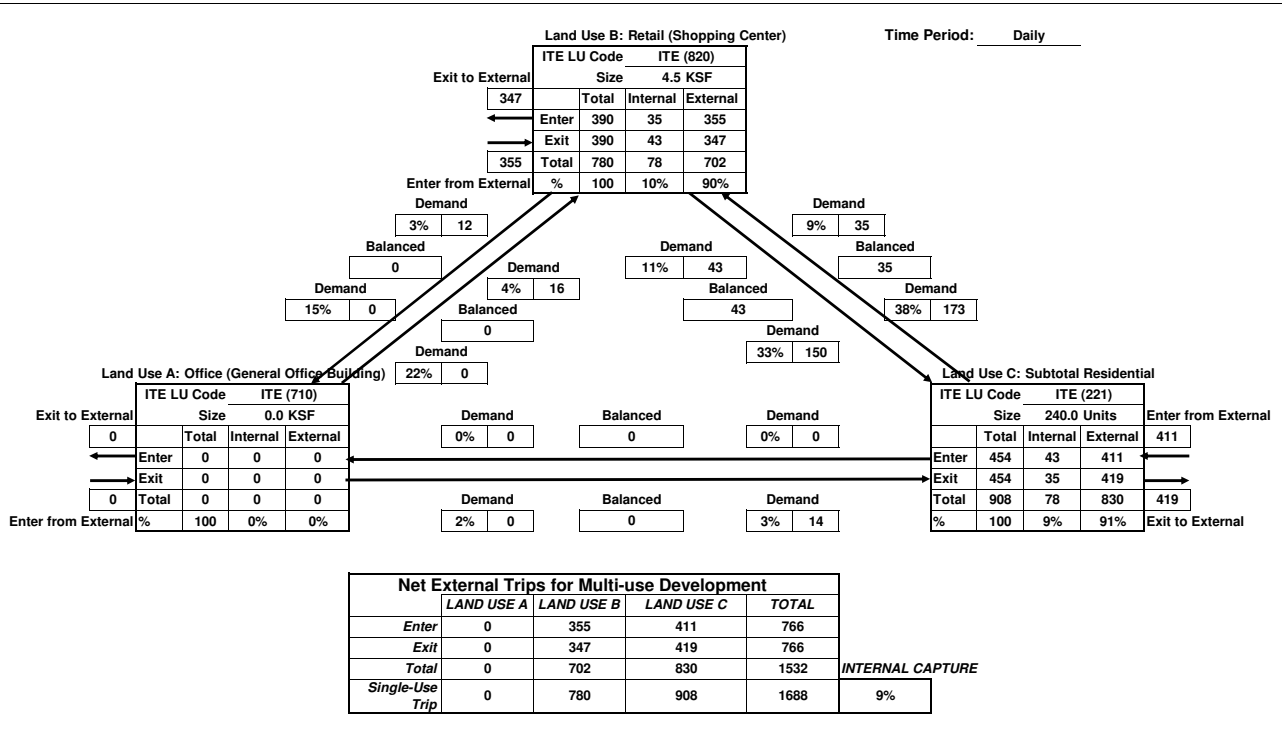 Land Use B: Retail (Shopping Center)
Time Period: Daily
ITE LU Code ITE (820)
Exit to External Size 4.5 KSF
347 Total Internal External
Enter 390 35 355
Exit 390 43 347
355 Total 780 78 702
Enter from External % 100 10% 90%
Demand Demand
3% 12 9% 35
Balanced Demand Balanced
0 Demand 11% 43 35
Demand 4% 16 Balanced Demand
15% 0 Balanced 43 38% 173
0 Demand
Demand 33% 150
Land Use A: Office (General Office Building) 22% 0 Land Use C: Subtotal Residential
ITE LU Code ITE (710) ITE LU Code ITE (221)
Exit to External Size 0.0 KSF Demand Balanced Demand Size 240.0 Units Enter from External
0 Total Internal External 0% 0 0 0% 0 Total Internal External 411
Enter 0 0 0 Enter 454 43 411
Exit 0 0 0 Exit 454 35 419
0 Total 0 0 0 Demand Balanced Demand Total 908 78 830 419
Enter from External % 100 0% 0% 2% 0 0 3% 14 % 100 9% 91% Exit to External
Net External Trips for Multi-use Development
LAND USE A LAND USE B LAND USE C TOTAL
Enter 0 355 411 766
Exit 0 347 419 766
Total 0 702 830 1532 INTERNAL CAPTURE
Single-Use Trip 0 780 908 1688 9%